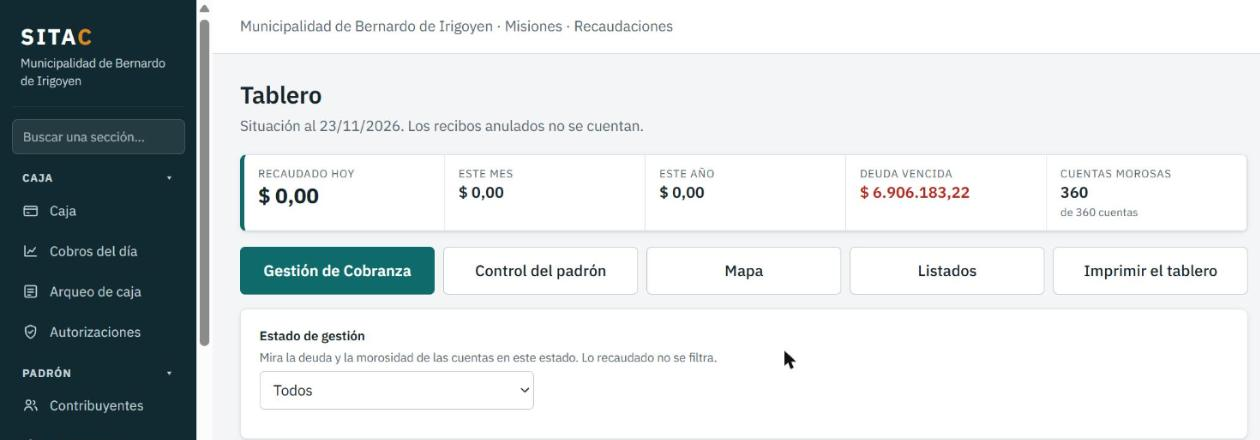 SITAC
Municipalidad de Bernardo
de Irigoyen
Buscar una sección...
CAJA
Caja
Cobros del día
Arqueo de caja
Autorizaciones
PADRÓN
Contribuyentes
Municipalidad de Bernardo de Irigoyen · Misiones · Recaudaciones
Tablero
Situación al 23/11/2026. Los recibos anulados no se cuentan.
RECAUDADO HOY
$ 0,00
ESTE MES
$ 0,00
ESTE AÑO
$ 0,00
DEUDA VENCIDA
$ 6.906.183,22
CUENTAS MOROSAS
360
de 360 cuentas
Gestión de Cobranza
Control del padrón
Mapa
Listados
Imprimir el tablero
Estado de gestión
Mira la deuda y la morosidad de las cuentas en este estado. Lo recaudado no se filtra.
Todos